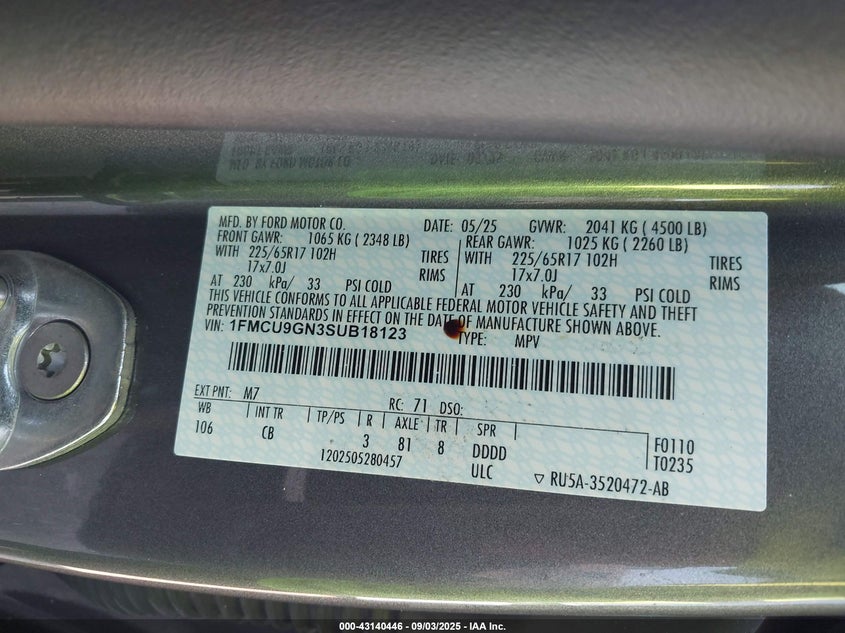 MFD. BY FORD MOTOR CO. DATE: 05/25 GVWR: 2041 KG ( 4500 LB)
FRONT GAWR: 1065 KG ( 2348 LB) REAR GAWR: 1025 KG ( 2260 LB)
WITH 225/65R17 102H TIRES WITH 225/65R17 102H TIRES
17x7.0J RIMS 17x7.0J RIMS
AT 230 kPa/ 33 PSI COLD AT 230 kPa/ 33 PSI COLD
THIS VEHICLE CONFORMS TO ALL APPLICABLE FEDERAL MOTOR VEHICLE SAFETY AND THEFT
PREVENTION STANDARDS IN EFFECT ON THE DATE OF MANUFACTURE SHOWN ABOVE.
VIN: 1FMCU9GN3SUB18123 TYPE: MPV
EXT PNT: M7 RC: 71 DSO:
WB INT TR TP/PS R AXLE TR SPR
106 CB 3 81 8 DDDD F0110
1202505280457 ULC T0235
▽ RU5A-3520472-AB
000-43140446 - 09/03/2025 - IAA Inc.